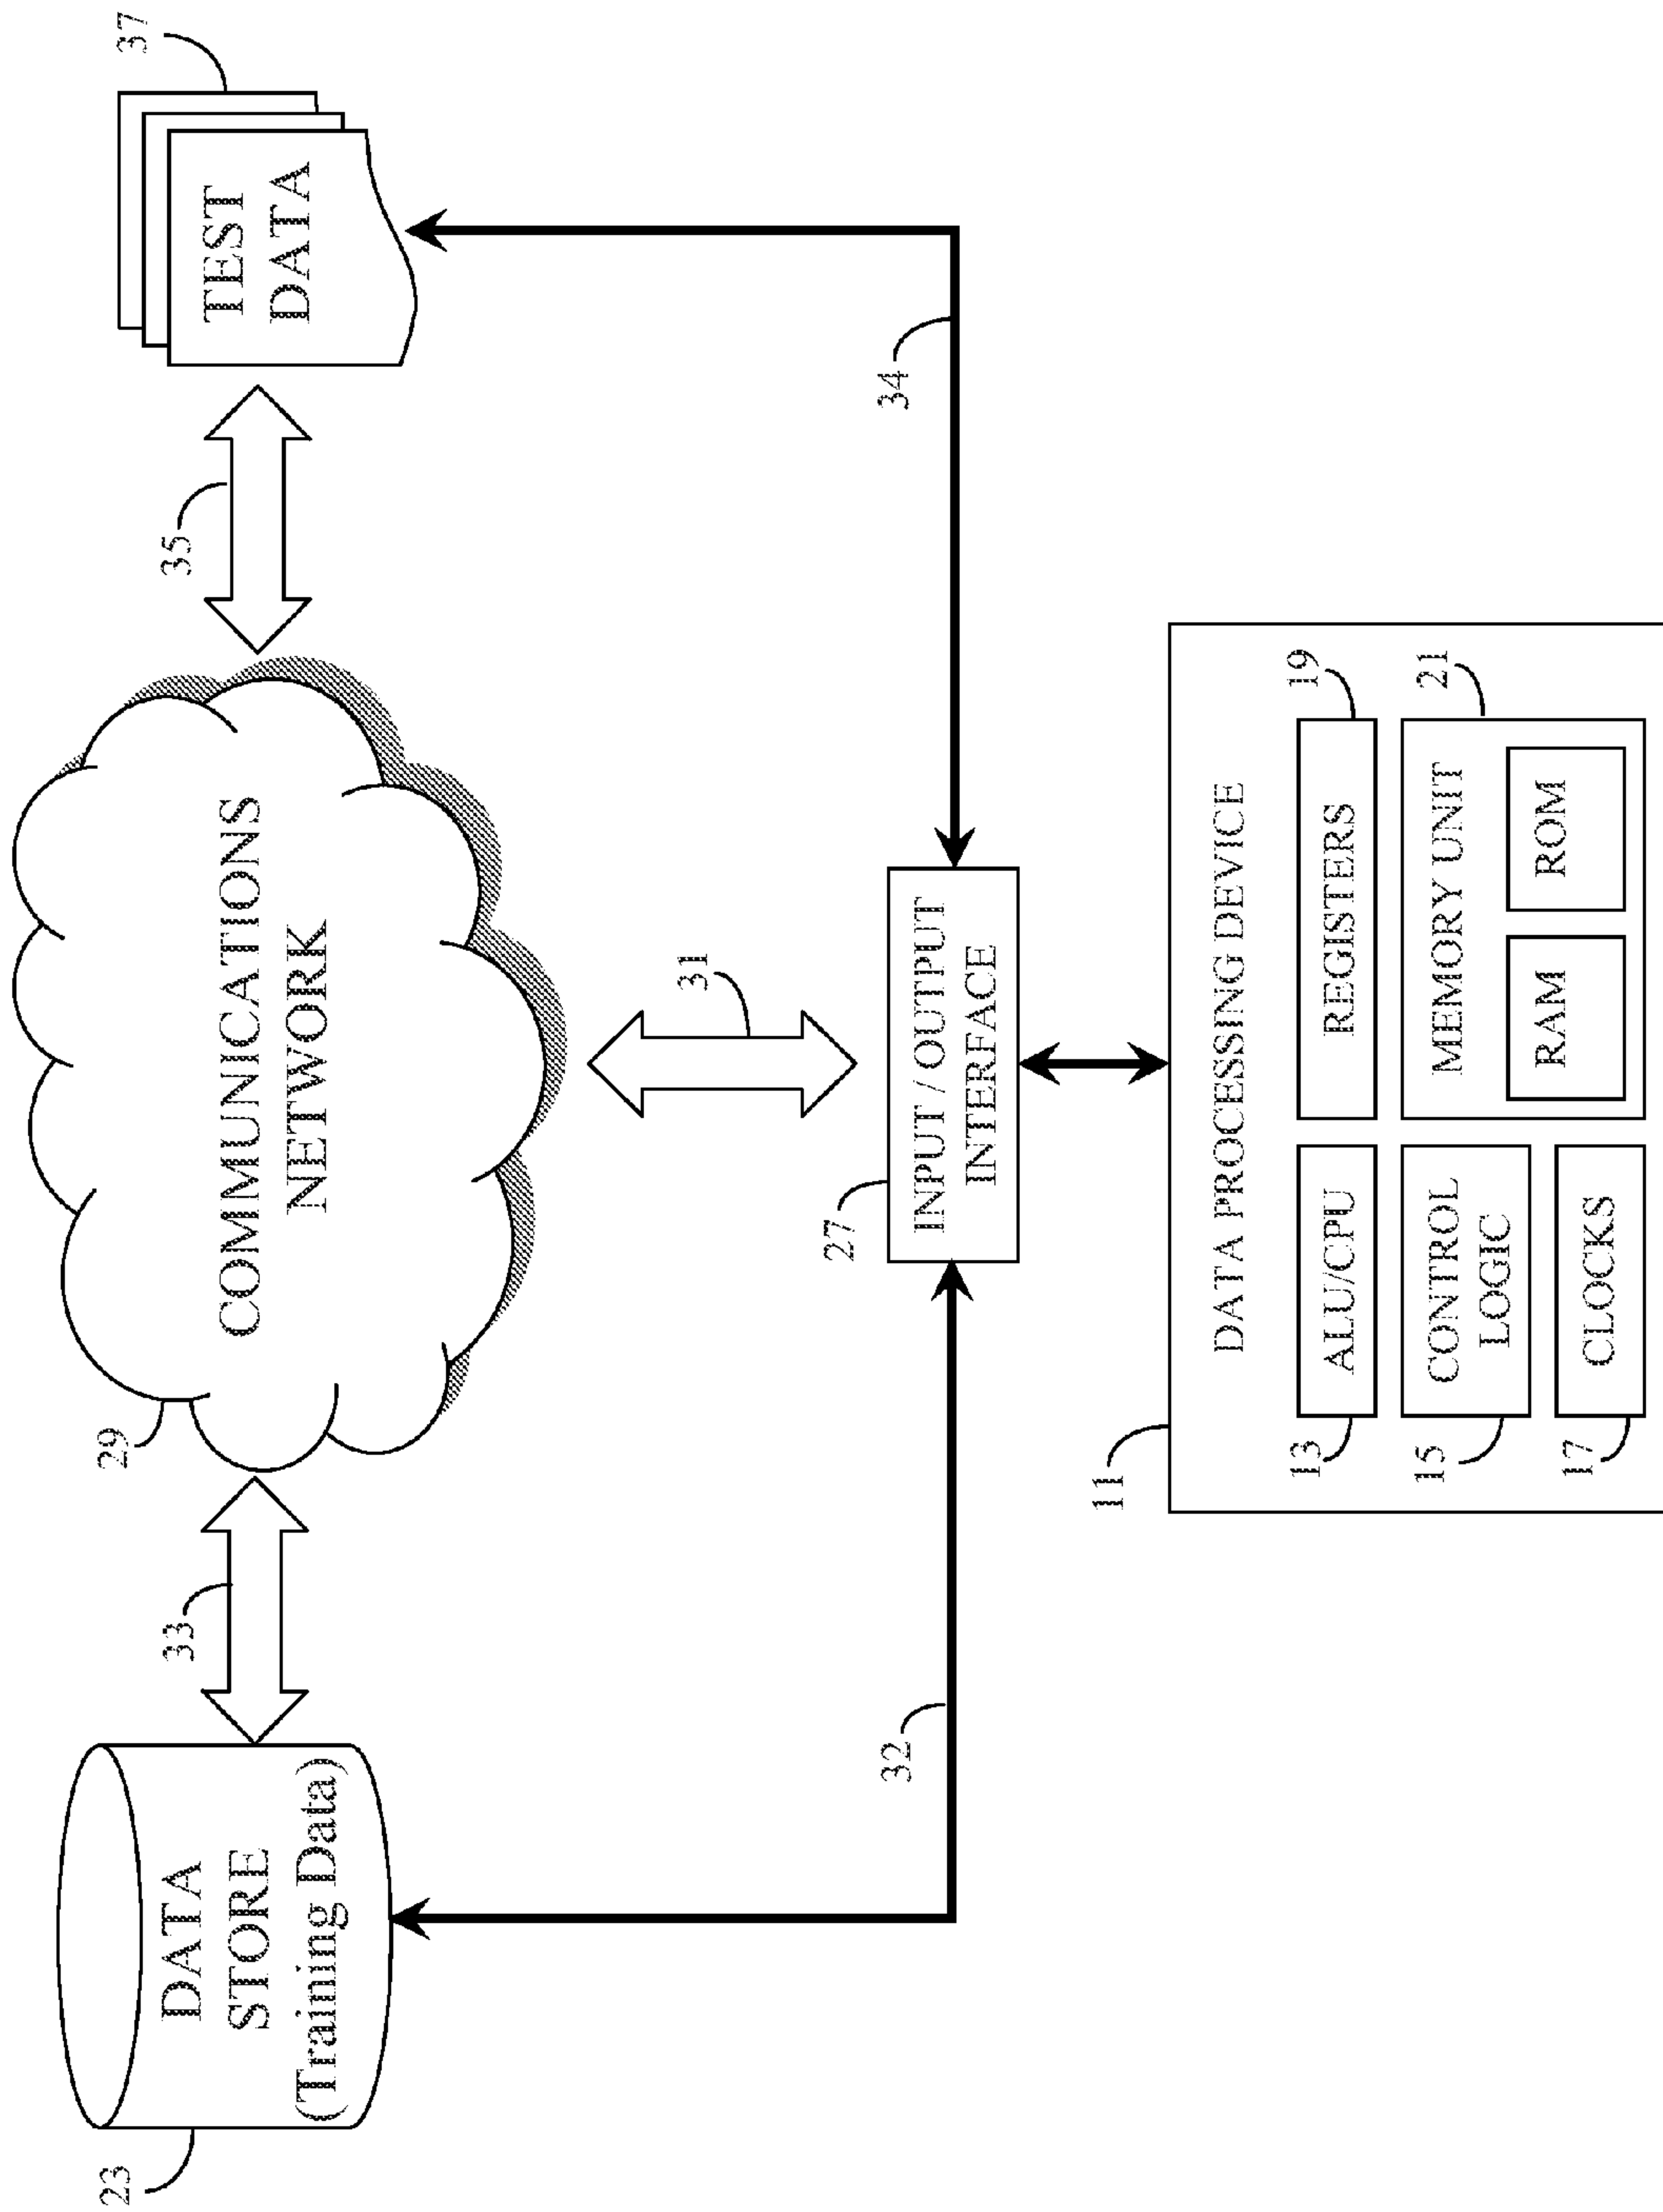 23
DATA
STORE
(Training Data)
33
29
COMMUNICATIONS
NETWORK
35
37
TEST
DATA
32
31
34
27
INPUT / OUTPUT
INTERFACE
11
DATA PROCESSING DEVICE
13
ALU/CPU
REGISTERS
19
15
CONTROL
LOGIC
MEMORY UNIT
21
RAM
ROM
17
CLOCKS